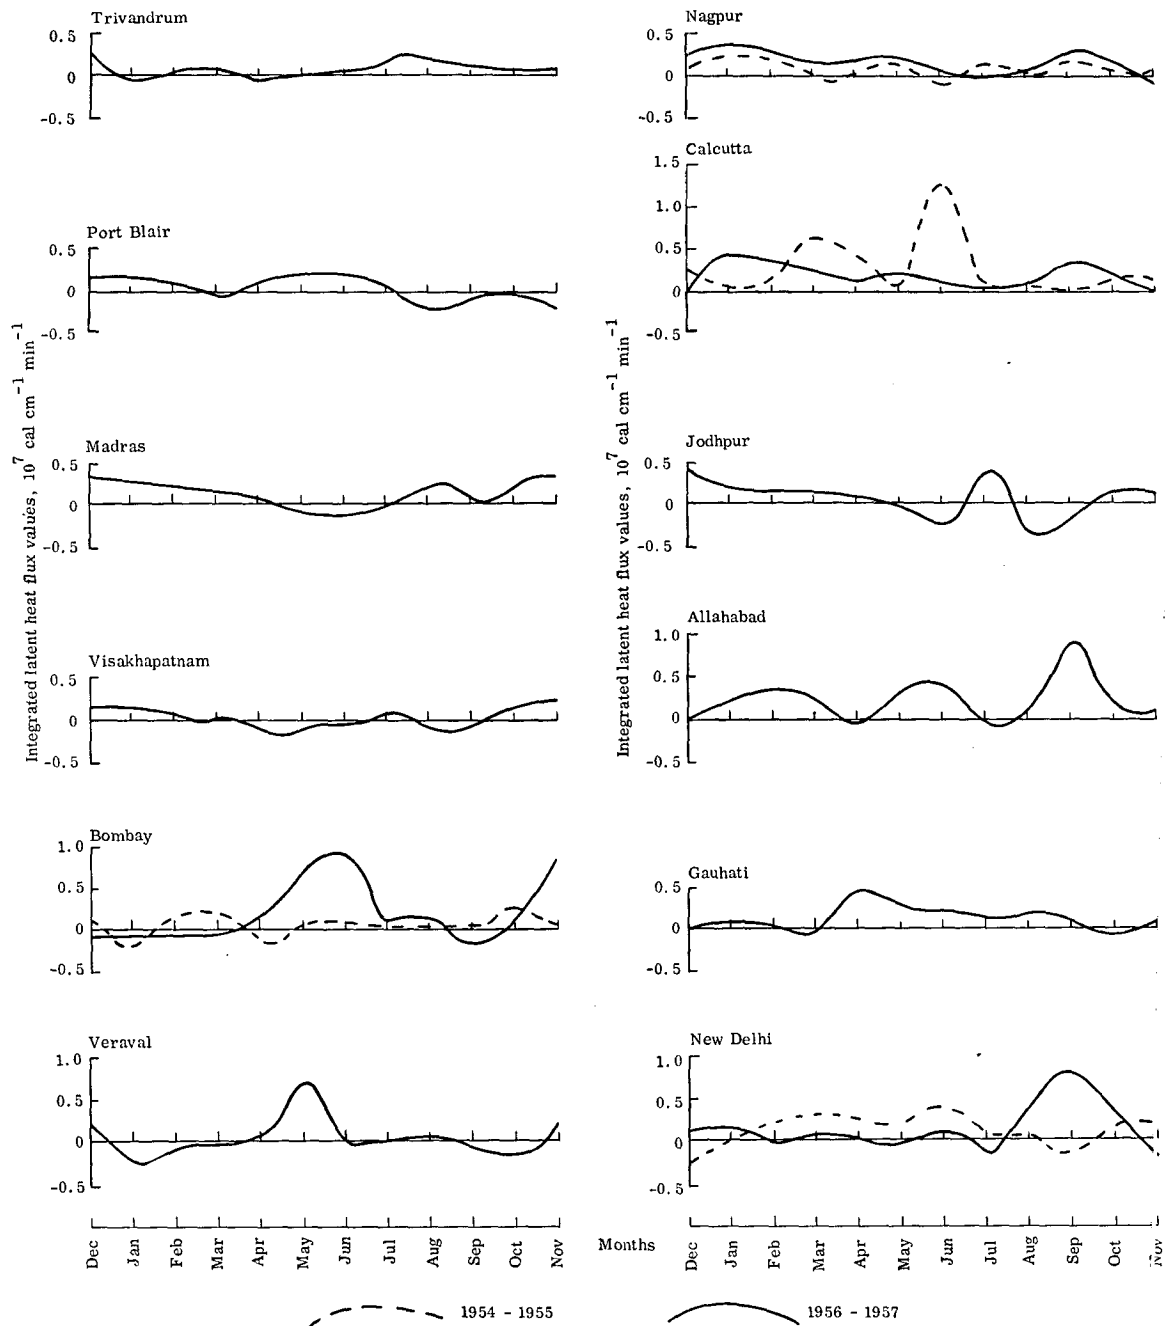 Trivandrum
0.5
0
-0.5
Port Blair
0.5
0
-0.5
Madras
0.5
0
-0.5
Visakhapatnam
0.5
0
-0.5
Bombay
1.0
0.5
0
-0.5
Veraval
1.0
0.5
0
-0.5
Integrated latent heat flux values, 10⁷ cal cm⁻¹ min⁻¹
Dec Jan Feb Mar Apr May Jun Jul Aug Sep Oct Nov
Nagpur
0.5
0
-0.5
Calcutta
1.5
1.0
0.5
0
-0.5
Jodhpur
0.5
0
-0.5
Allahabad
1.0
0.5
0
Gauhati
0.5
0
-0.5
New Delhi
1.0
0.5
0
-0.5
Integrated latent heat flux values, 10⁷ cal cm⁻¹ min⁻¹
Months
Dec Jan Feb Mar Apr May Jun Jul Aug Sep Oct Nov
1954 - 1955
1956 - 1957